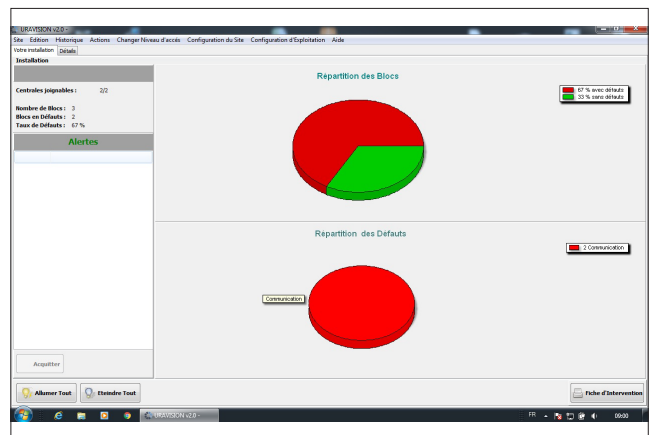 URAVISION v2.0 -
Site Edition Historique Actions Changer Niveau d'accés Configuration du Site Configuration d'Exploitation Aide
Votre installation Détails
Installation
Centrales joignables : 2/2
Nombre de Blocs : 3
Blocs en Défauts : 2
Taux de Défauts : 67 %
Alertes
Acquitter
Répartition des Blocs
67 % avec défauts
33 % sans défauts
Répartition des Défauts
2 Communication
Communication
Allumer Tout
Eteindre Tout
Fiche d'Intervention
URAVISION v2.0 -
FR
09:00